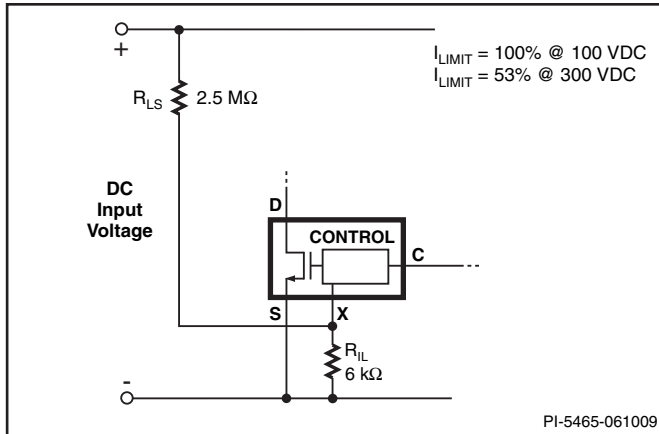 +
I_LIMIT = 100% @ 100 VDC
I_LIMIT = 53% @ 300 VDC
R_LS 2.5 MΩ
DC
Input
Voltage
D
CONTROL
C
S
X
R_IL
6 kΩ
-
PI-5465-061009